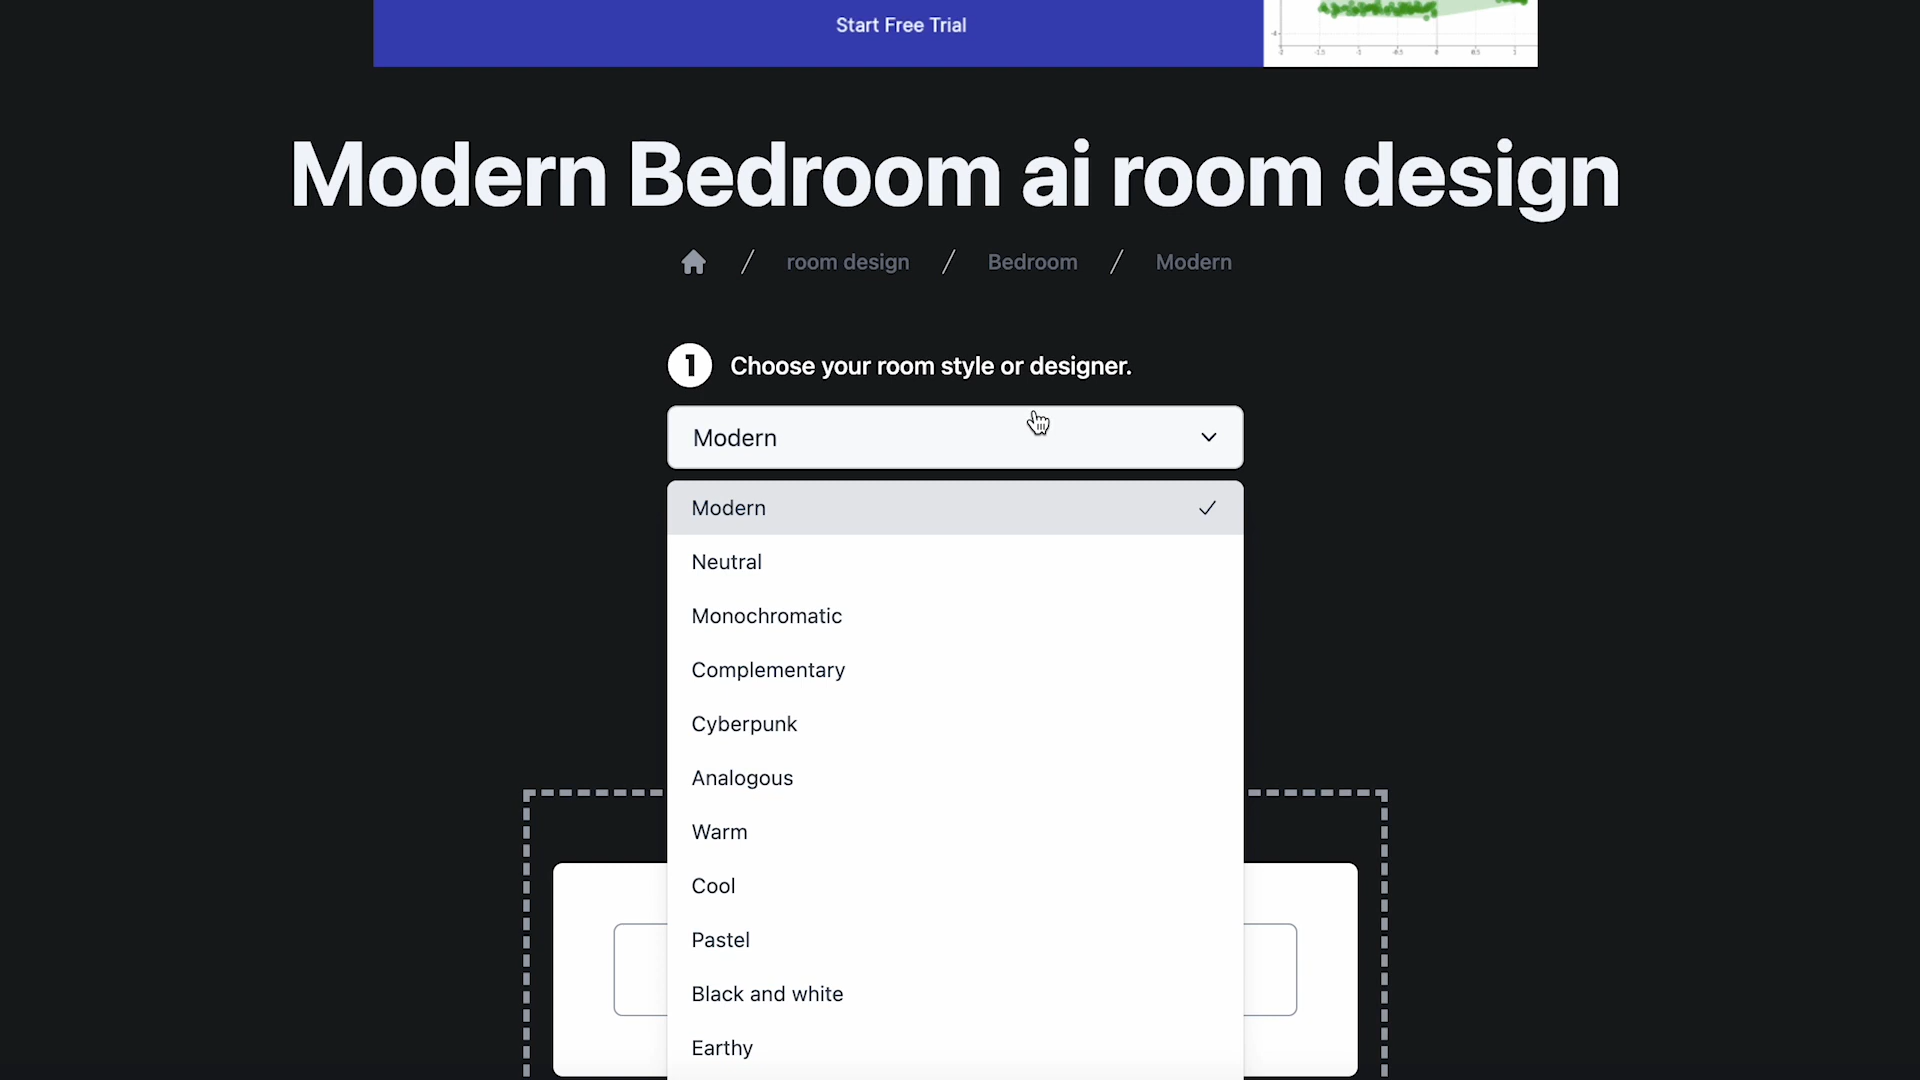 Start Free Trial
Modern Bedroom ai room design
/ room design / Bedroom / Modern
1 Choose your room style or designer.
Modern
Modern
Neutral
Monochromatic
Complementary
Cyberpunk
Analogous
Warm
Cool
Pastel
Black and white
Earthy